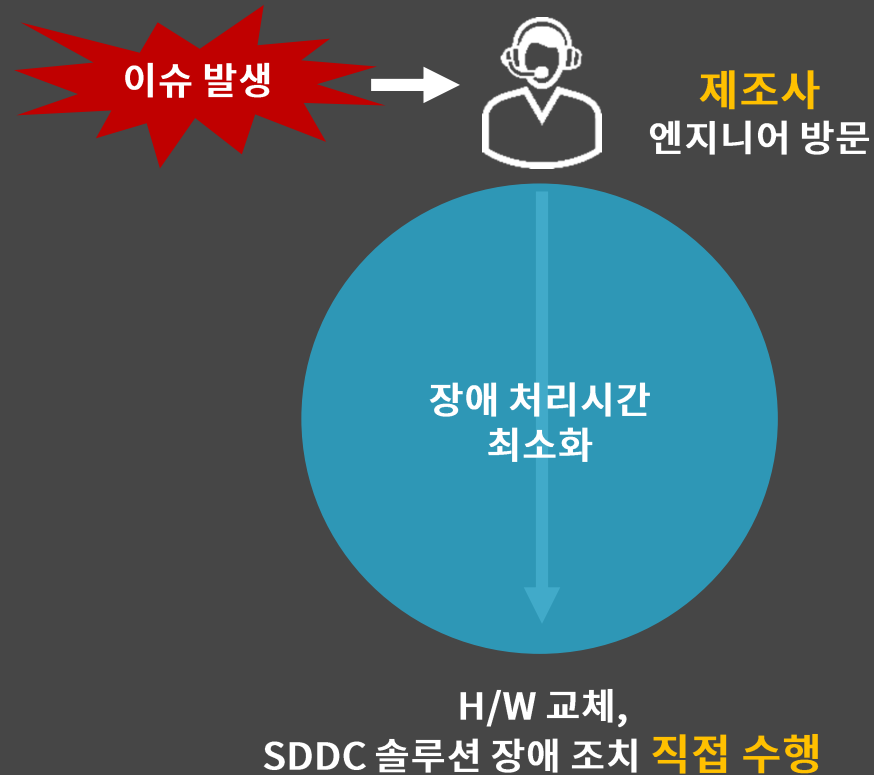 이슈 발생
제조사
엔지니어 방문
장애 처리시간
최소화
H/W 교체,
SDDC 솔루션 장애 조치 직접 수행